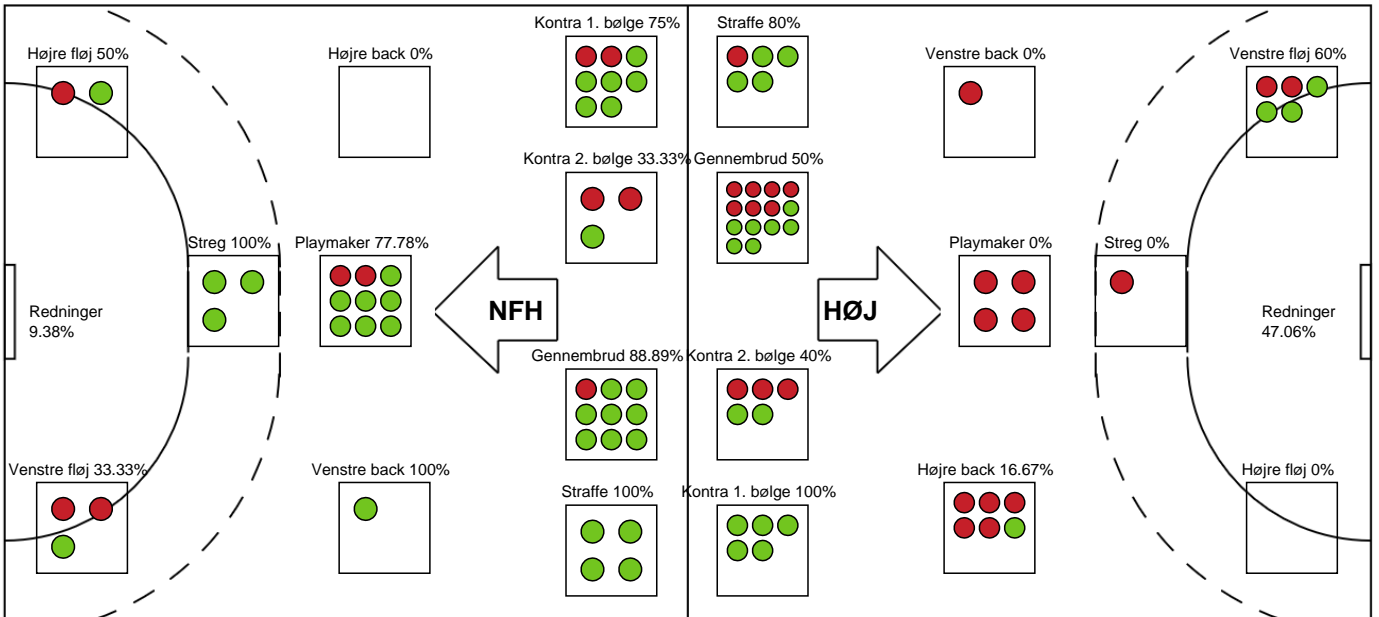 Kontra 1. bølge 75%
Straffe 80%
Højre fløj 50%
Højre back 0%
Venstre back 0%
Venstre fløj 60%
Kontra 2. bølge 33.33%
Gennembrud 50%
Streg 100%
Playmaker 77.78%
Playmaker 0%
Streg 0%
Redninger
9.38%
NFH
HØJ
Redninger
47.06%
Gennembrud 88.89%
Kontra 2. bølge 40%
Venstre fløj 33.33%
Venstre back 100%
Højre back 16.67%
Højre fløj 0%
Straffe 100%
Kontra 1. bølge 100%